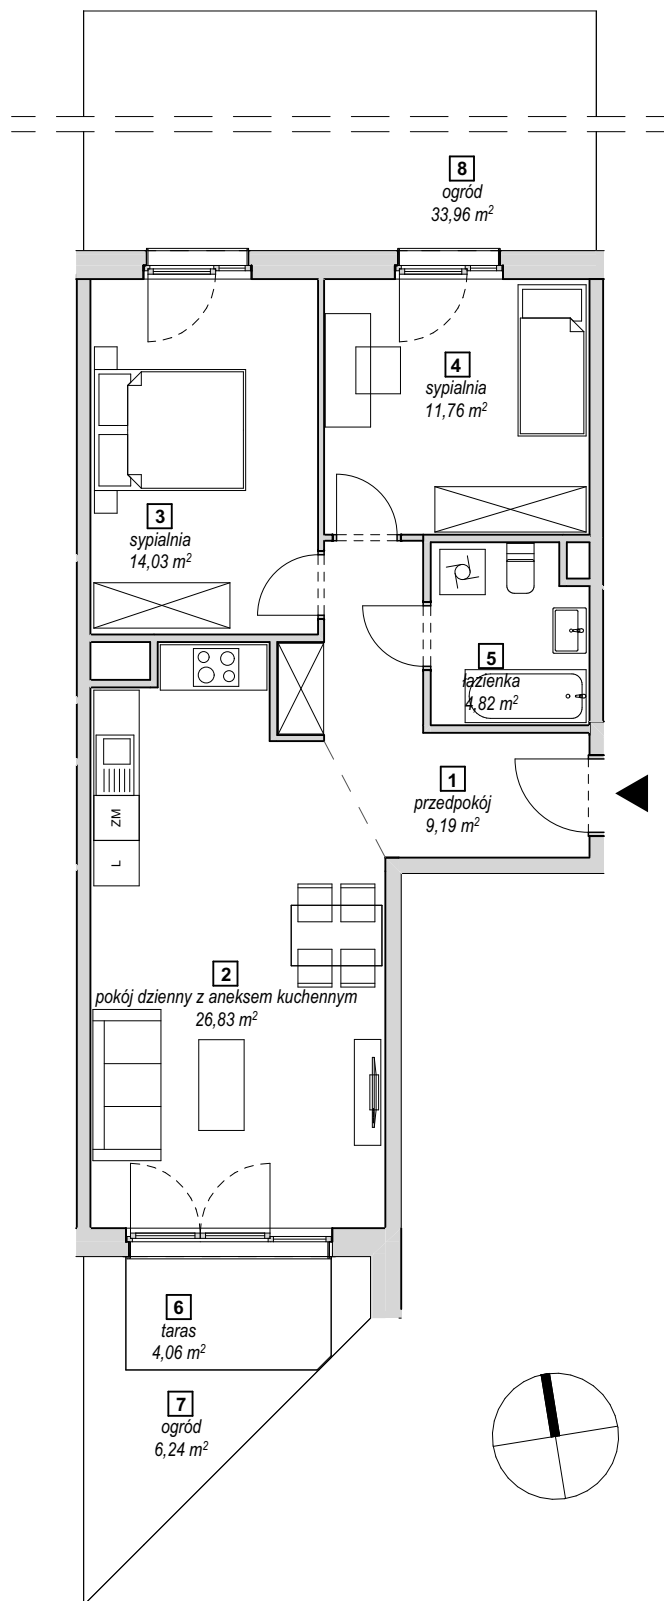 8
ogród
33,96 m²
4
sypialnia
11,76 m²
3
sypialnia
14,03 m²
5
łazienka
4,82 m²
1
przedpokój
9,19 m²
ZM
L
2
pokój dzienny z aneksem kuchennym
26,83 m²
6
taras
4,06 m²
7
ogród
6,24 m²